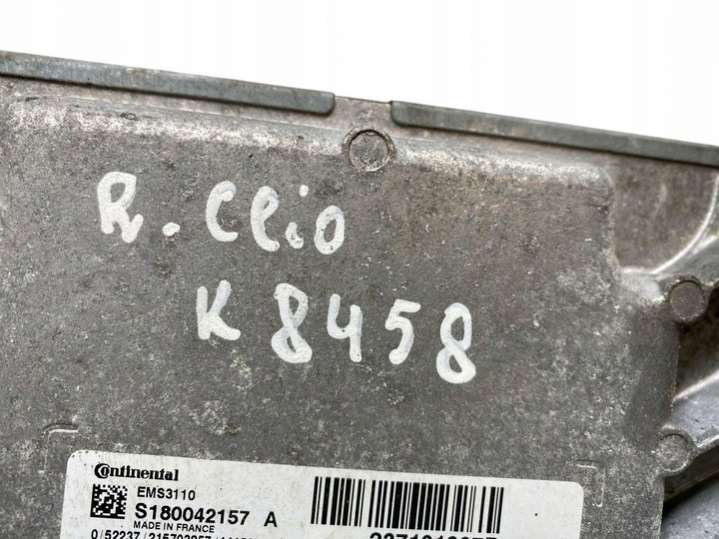 R. Clio
K 8458
Continental
EMS3110
S180042157 A
MADE IN FRANCE